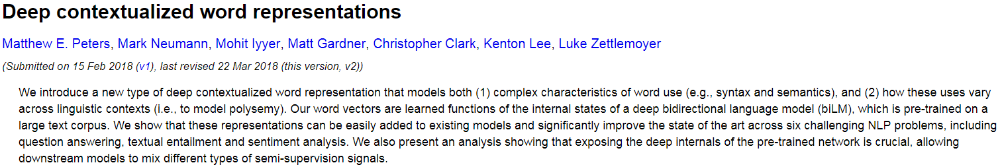 Deep contextualized word representations
Matthew E. Peters, Mark Neumann, Mohit Iyyer, Matt Gardner, Christopher Clark, Kenton Lee, Luke Zettlemoyer
(Submitted on 15 Feb 2018 (v1), last revised 22 Mar 2018 (this version, v2))
We introduce a new type of deep contextualized word representation that models both (1) complex characteristics of word use (e.g., syntax and semantics), and (2) how these uses vary
across linguistic contexts (i.e., to model polysemy). Our word vectors are learned functions of the internal states of a deep bidirectional language model (biLM), which is pre-trained on a
large text corpus. We show that these representations can be easily added to existing models and significantly improve the state of the art across six challenging NLP problems, including
question answering, textual entailment and sentiment analysis. We also present an analysis showing that exposing the deep internals of the pre-trained network is crucial, allowing
downstream models to mix different types of semi-supervision signals.